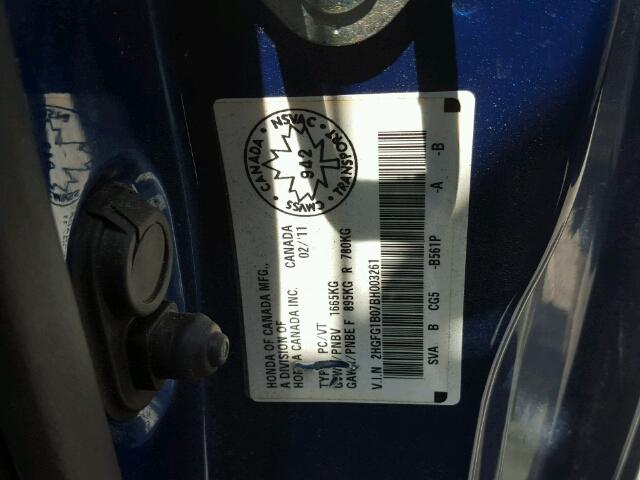 HONDA OF CANADA MFG.,
A DIVISION OF
HONDA CANADA INC. CANADA
02/'11
TYPE PC/VT
GVWR/PNBV 1665KG
GAWR/PNBE F 895KG R 780KG
V.I.N 2HGFG1B07BH003261
SVA B CG5 -B561P -A -B
CANADA NSVAC TRANSPORT CMVSS
942